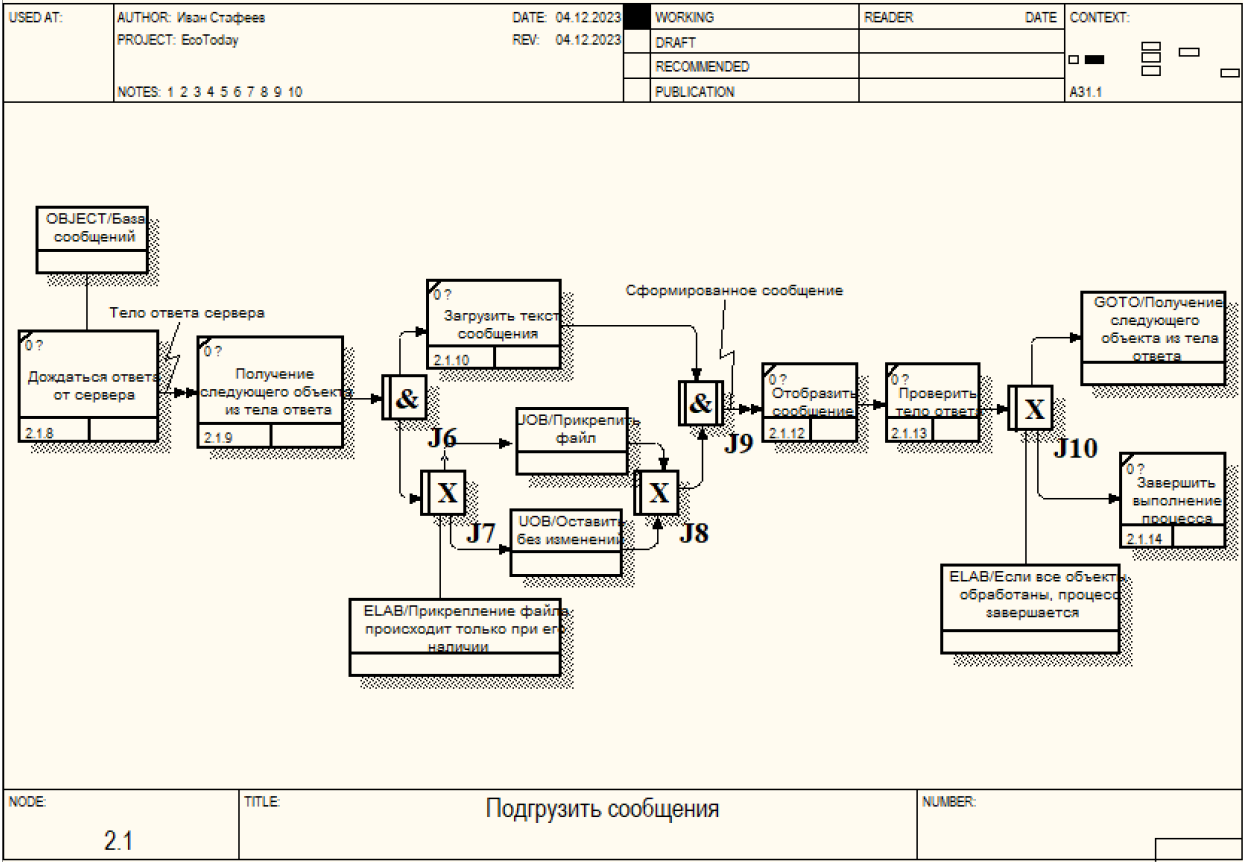 USED AT:
AUTHOR: Иван Стафеев
DATE: 04.12.2023
PROJECT: EcoToday
REV: 04.12.2023
NOTES: 1 2 3 4 5 6 7 8 9 10
WORKING
DRAFT
RECOMMENDED
PUBLICATION
READER
DATE
CONTEXT:
A31.1
OBJECT/База
сообщений
Тело ответа сервера
0 ?
Дождаться ответа
от сервера
2.1.8
0 ?
Получение
следующего объекта
из тела ответа
2.1.9
&
J6
0 ?
Загрузить текст
сообщения
2.1.10
X
J7
UOB/Прикрепить
файл
UOB/Оставить
без изменений
X
J8
ELAB/Прикрепление файла
происходит только при его
наличии
Сформированное сообщение
&
J9
0 ?
Отобразить
сообщение
2.1.12
0 ?
Проверить
тело ответа
2.1.13
X
J10
GOTO/Получение
следующего
объекта из тела
ответа
0 ?
Завершить
выполнение
процесса
2.1.14
ELAB/Если все объекты
обработаны, процесс
завершается
NODE:
2.1
TITLE:
Подгрузить сообщения
NUMBER: